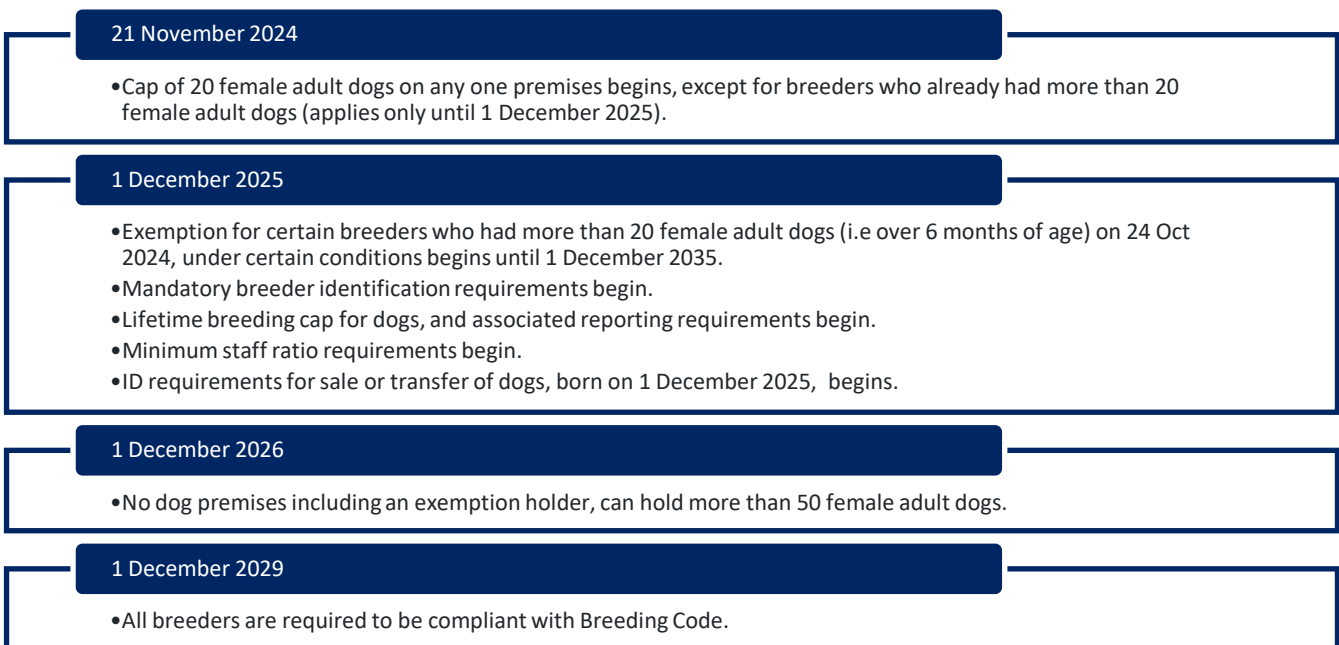 21 November 2024
•Cap of 20 female adult dogs on any one premises begins, except for breeders who already had more than 20
female adult dogs (applies only until 1 December 2025).
1 December 2025
•Exemption for certain breeders who had more than 20 female adult dogs (i.e over 6 months of age) on 24 Oct
2024, under certain conditions begins until 1 December 2035.
•Mandatory breeder identification requirements begin.
•Lifetime breeding cap for dogs, and associated reporting requirements begin.
•Minimum staff ratio requirements begin.
•ID requirements for sale or transfer of dogs, born on 1 December 2025,  begins.
1 December 2026
•No dog premises including an exemption holder, can hold more than 50 female adult dogs.
1 December 2029
•All breeders are required to be compliant with Breeding Code.